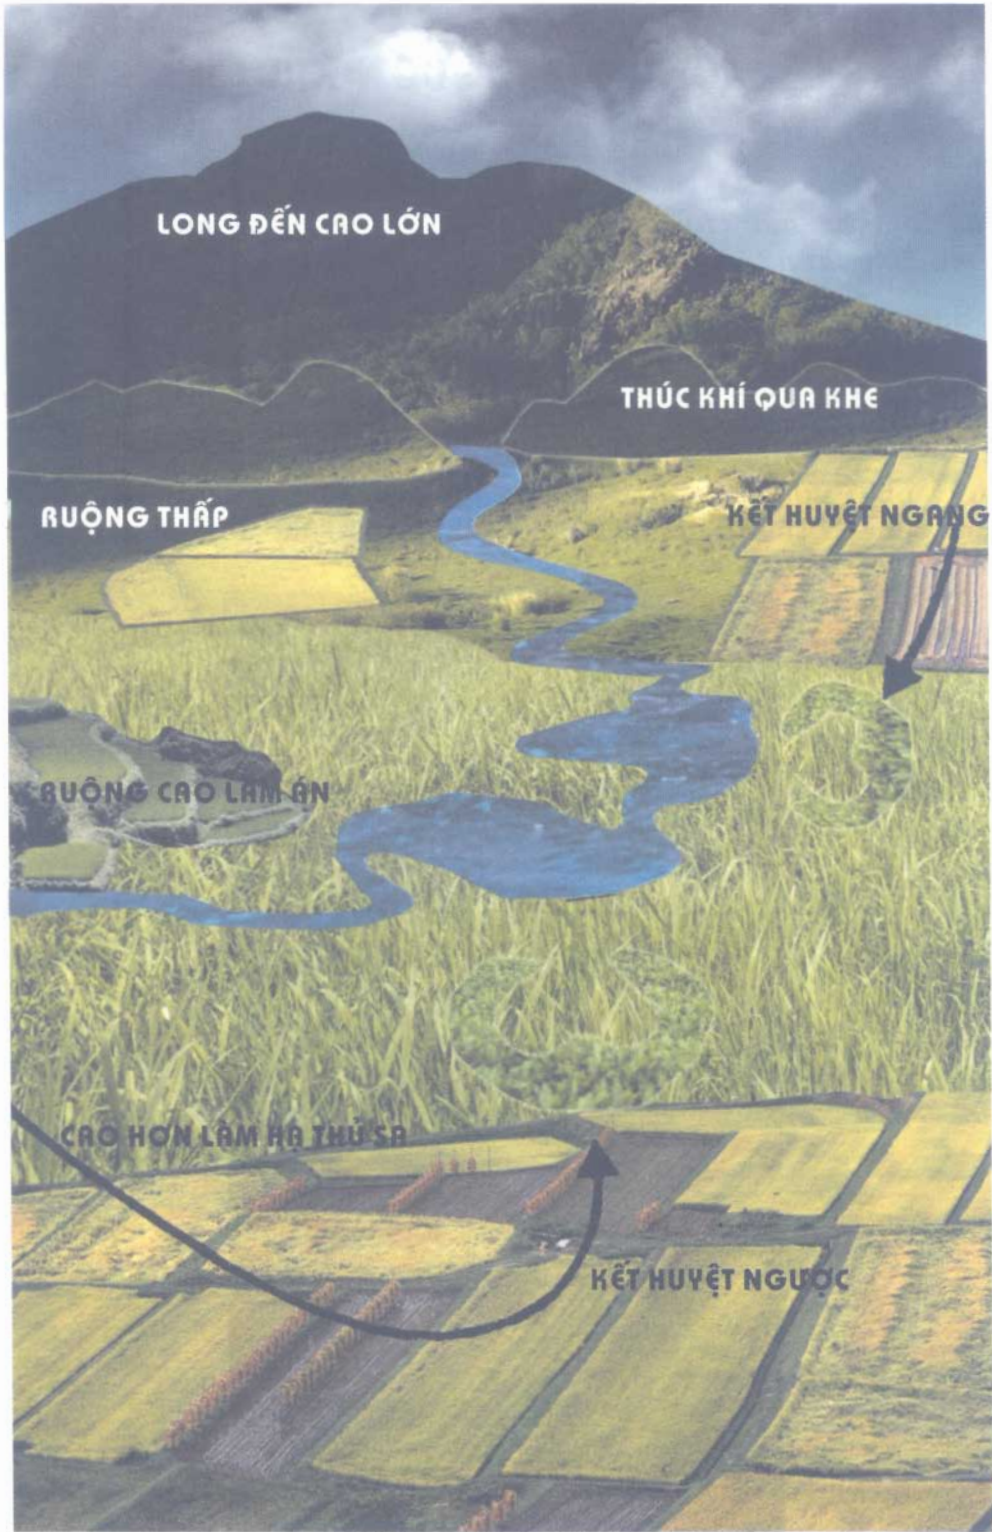 LONG ĐẾN CAO LỚN
THÚC KHÍ QUA KHE
RUỘNG THẤP
KẾT HUYỆT NGANG
RUỘNG CAO LÀM ÁN
CAO HƠN LÀM HẠ THỦ SA
KẾT HUYỆT NGƯỢC